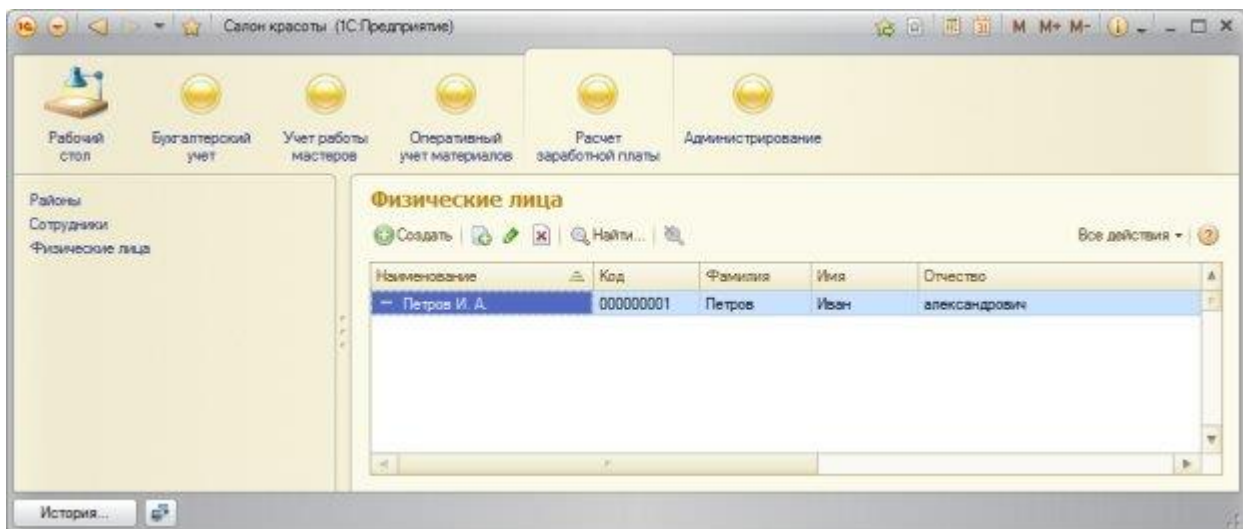 Салон красоты (1С:Предприятие)
M M+ M-
Рабочий стол
Бухгалтерский учет
Учет работы мастеров
Оперативный учет материалов
Расчет заработной платы
Администрирование
Районы
Сотрудники
Физические лица
Физические лица
Создать
Найти...
Все действия
Наименование Код Фамилия Имя Отчество
Петров И. А. 000000001 Петров Иван александрович
История...